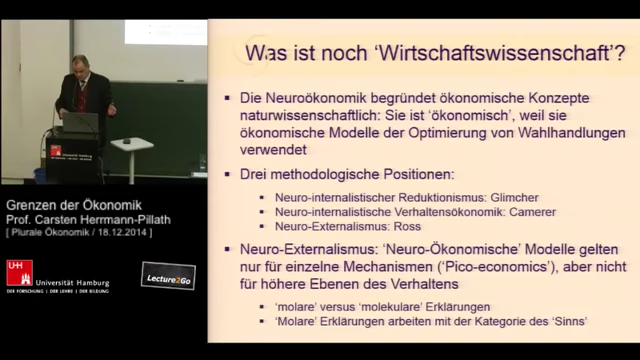 Was ist noch 'Wirtschaftswissenschaft'?
Die Neuroökonomik begründet ökonomische Konzepte
naturwissenschaftlich: Sie ist 'ökonomisch', weil sie
ökonomische Modelle der Optimierung von Wahlhandlungen
verwendet
Drei methodologische Positionen:
Neuro-internalistischer Reduktionismus: Glimcher
Neuro-internalistische Verhaltensökonomik: Camerer
Neuro-Externalismus: Ross
Neuro-Externalismus: 'Neuro-Ökonomische' Modelle gelten
nur für einzelne Mechanismen ('Pico-economics'), aber nicht
für höhere Ebenen des Verhaltens
'molare' versus 'molekulare' Erklärungen
'Molare' Erklärungen arbeiten mit der Kategorie des 'Sinns'
Universität Hamburg
Grenzen der Ökonomik
Prof. Carsten Herrmann-Pillath
[ Plurale Ökonomik / 18.12.2014 ]
UH
Universität Hamburg
DER FORSCHUNG | DER LEHRE | DER BILDUNG
Lecture2Go